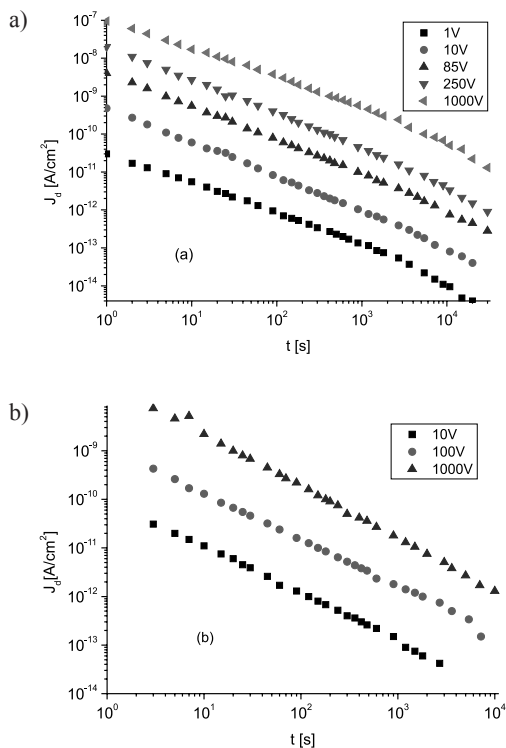 a)
10⁻⁷
10⁻⁸
10⁻⁹
10⁻¹⁰
10⁻¹¹
10⁻¹²
10⁻¹³
10⁻¹⁴
J_d [A/cm²]
1V
10V
85V
250V
1000V
(a)
10⁰ 10¹ 10² 10³ 10⁴
t [s]
b)
10⁻⁹
10⁻¹⁰
10⁻¹¹
10⁻¹²
10⁻¹³
10⁻¹⁴
J_d[A/cm²]
10V
100V
1000V
(b)
10⁰ 10¹ 10² 10³ 10⁴
t [s]